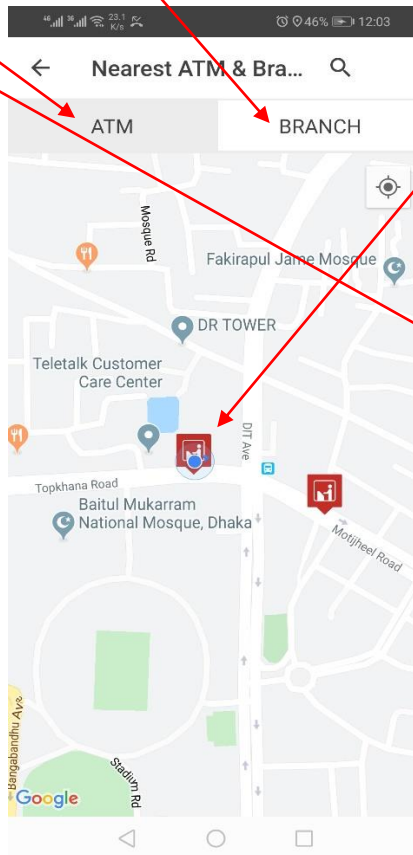 46 36 23.1 K/s 46% 12:03
Nearest ATM & Bra...
ATM BRANCH
Mosque Rd
Fakirapul Jame Mosque
DR TOWER
Teletalk Customer
Care Center
DIT Ave
Topkhana Road
Baitul Mukarram
National Mosque, Dhaka
Motijheel Road
Bangabandhu Ave
Stadium Rd
Google